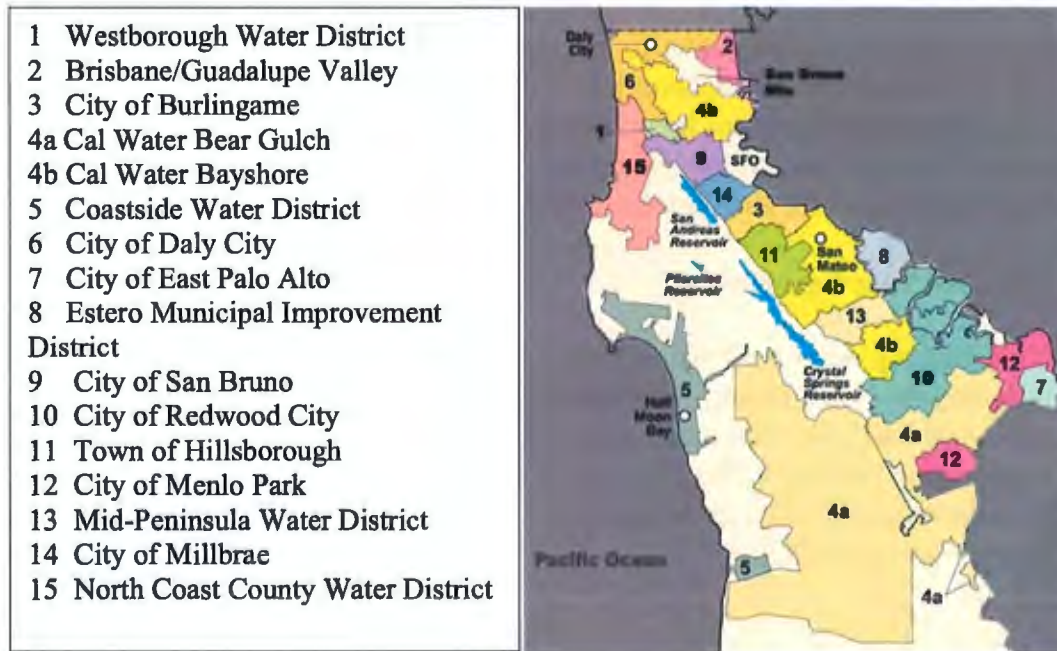 1 Westborough Water District
2 Brisbane/Guadalupe Valley
3 City of Burlingame
4a Cal Water Bear Gulch
4b Cal Water Bayshore
5 Coastside Water District
6 City of Daly City
7 City of East Palo Alto
8 Estero Municipal Improvement
District
9 City of San Bruno
10 City of Redwood City
11 Town of Hillsborough
12 City of Menlo Park
13 Mid-Peninsula Water District
14 City of Millbrae
15 North Coast County Water District
Daly
City
2
San Bruno
6
4b
1
15
9
SFO
14
3
San
Andreas
Reservoir
11
San
Mateo
8
Pilarcitos
Reservoir
4b
13
4b
12
10
7
Crystal
Springs
Reservoir
5
Half
Moon
Bay
4a
12
4a
Pacific Ocean
5
4a